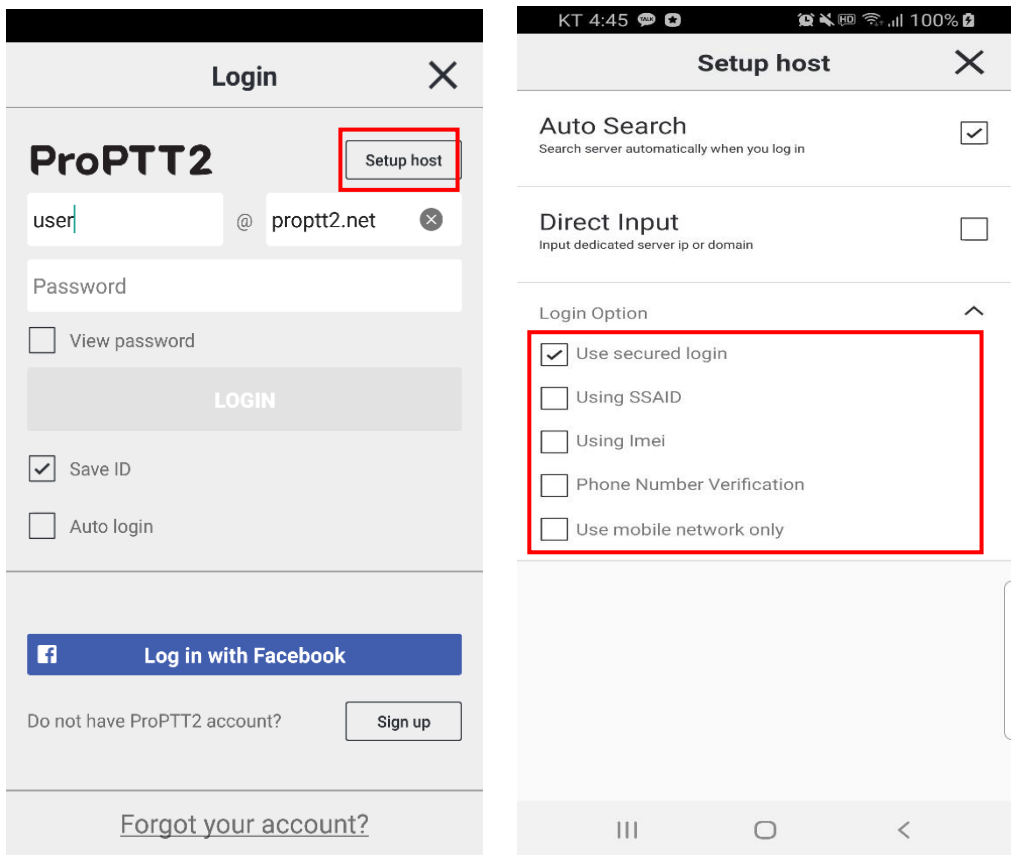 Login
ProPTT2
Setup host
user @ proptt2.net
Password
View password
LOGIN
Save ID
Auto login
Log in with Facebook
Do not have ProPTT2 account?
Sign up
Forgot your account?
KT 4:45 TALK HD 100%
Setup host
Auto Search
Search server automatically when you log in
Direct Input
Input dedicated server ip or domain
Login Option
Use secured login
Using SSAID
Using Imei
Phone Number Verification
Use mobile network only